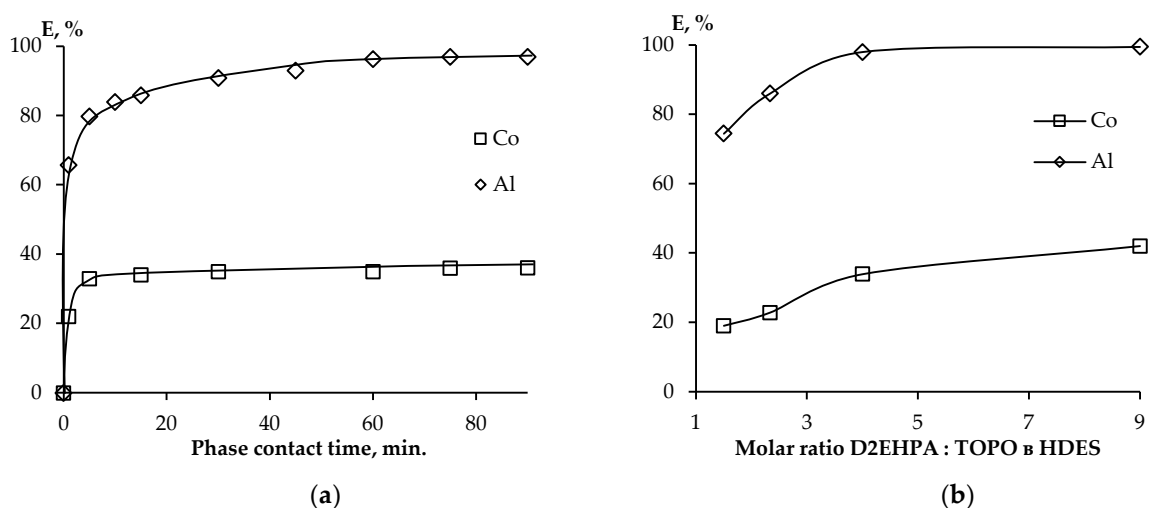 E, %
100
80
60
40
20
0
Co
Al
0 20 40 60 80
Phase contact time, min.
(a)
E, %
100
80
60
40
20
0
Co
Al
1 3 5 7 9
Molar ratio D2EHPA : TOPO в HDES
(b)